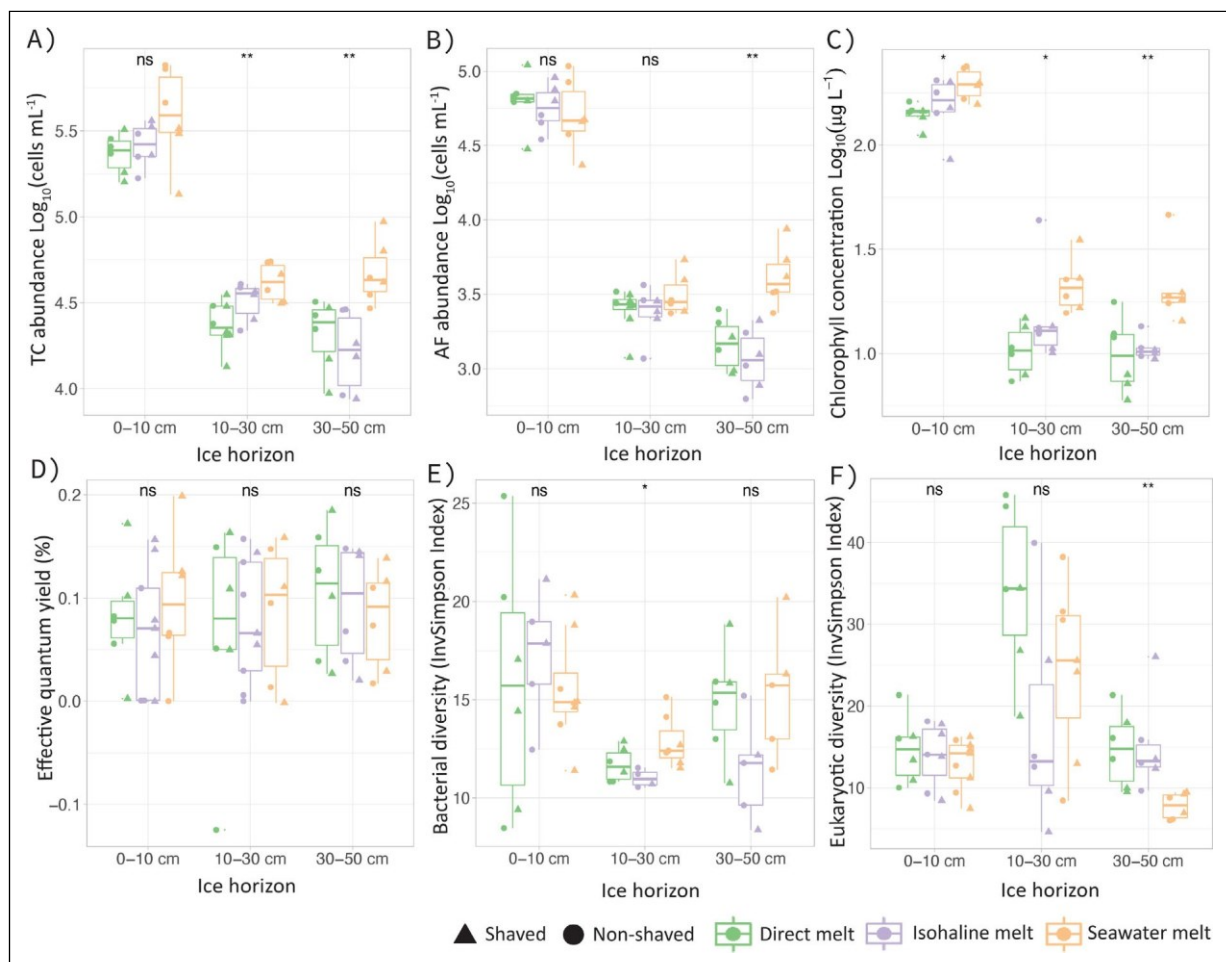 A)
ns
**
**
5.5
5.0
4.5
4.0
TC abundance Log₁₀(cells mL⁻¹)
0–10 cm
10–30 cm
30–50 cm
Ice horizon
B)
ns
ns
**
5.0
4.5
4.0
3.5
3.0
AF abundance Log₁₀(cells mL⁻¹)
0–10 cm
10–30 cm
30–50 cm
Ice horizon
C)
*
*
**
2.0
1.5
1.0
Chlorophyll concentration Log₁₀(µg L⁻¹)
0–10 cm
10–30 cm
30–50 cm
Ice horizon
D)
ns
ns
ns
0.2
0.1
0.0
–0.1
Effective quantum yield (%)
0–10 cm
10–30 cm
30–50 cm
Ice horizon
E)
ns
*
ns
25
20
15
10
Bacterial diversity (InvSimpson Index)
0–10 cm
10–30 cm
30–50 cm
Ice horizon
F)
ns
ns
**
40
30
20
10
Eukaryotic diversity (InvSimpson Index)
0–10 cm
10–30 cm
30–50 cm
Ice horizon
Shaved
Non-shaved
Direct melt
Isohaline melt
Seawater melt